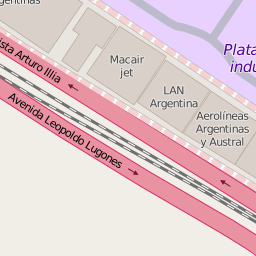 gentinas
Plata
indu
Macair
jet
LAN
Argentina
Aerolíneas
Argentinas
y Austral
ista Arturo Illia
Avenida Leopoldo Lugones